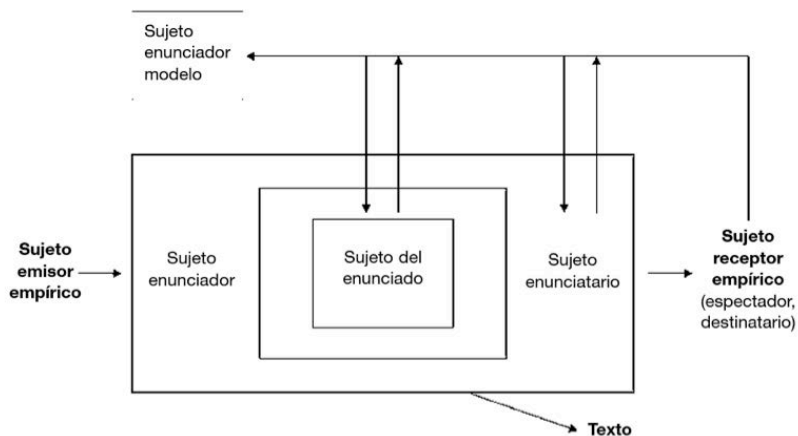 Sujeto
enunciador
modelo
Sujeto
emisor
empírico
Sujeto
enunciador
Sujeto del
enunciado
Sujeto
enunciatario
Sujeto
receptor
empírico
(espectador,
destinatario)
Texto